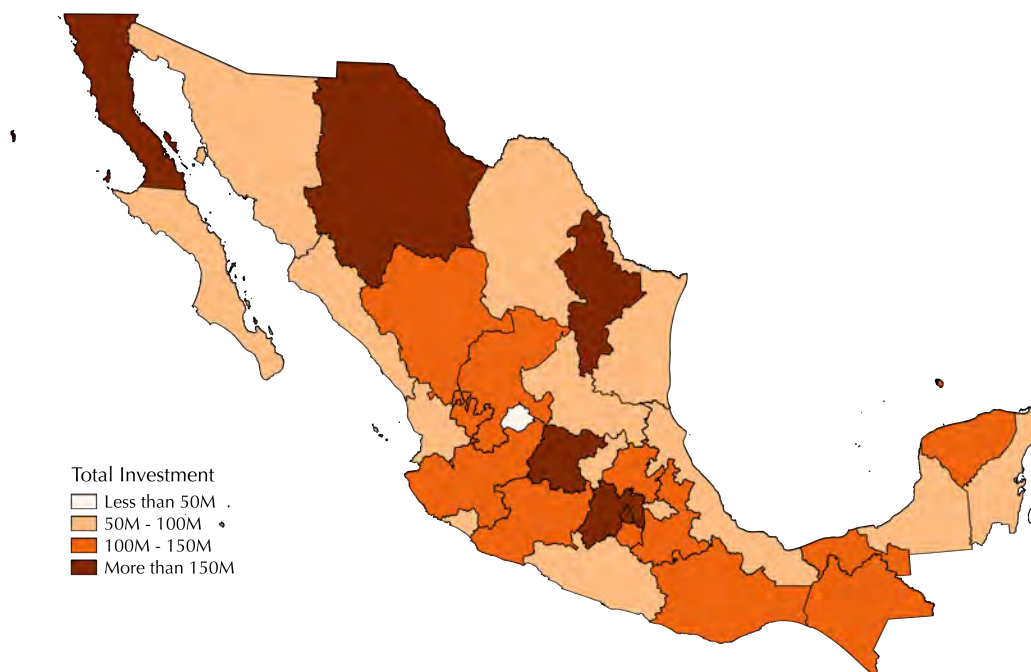 Total Investment
Less than 50M
50M - 100M
100M - 150M
More than 150M